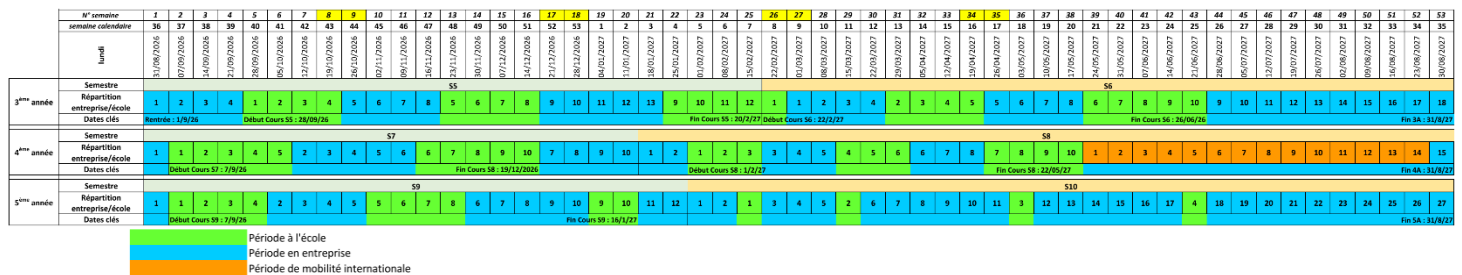 N° semaine 1 2 3 4 5 6 7 8 9 10 11 12 13 14 15 16 17 18 19 20 21 22 23 24 25 26 27 28 29 30 31 32 33 34 35 36 37 38 39 40 41 42 43 44 45 46 47 48 49 50 51 52 53
semaine calendaire 36 37 38 39 40 41 42 43 44 45 46 47 48 49 50 51 52 53 1 2 3 4 5 6 7 8 9 10 11 12 13 14 15 16 17 18 19 20 21 22 23 24 25 26 27 28 29 30 31 32 33 34 35
lundi 31/08/2026 07/09/2026 14/09/2026 21/09/2026 28/09/2026 05/10/2026 12/10/2026 19/10/2026 26/10/2026 02/11/2026 09/11/2026 16/11/2026 23/11/2026 30/11/2026 07/12/2026 14/12/2026 21/12/2026 28/12/2026 04/01/2027 11/01/2027 18/01/2027 25/01/2027 01/02/2027 08/02/2027 15/02/2027 22/02/2027 01/03/2027 08/03/2027 15/03/2027 22/03/2027 29/03/2027 05/04/2027 12/04/2027 19/04/2027 26/04/2027 03/05/2027 10/05/2027 17/05/2027 24/05/2027 31/05/2027 07/06/2027 14/06/2027 21/06/2027 28/06/2027 05/07/2027 12/07/2027 19/07/2027 26/07/2027 02/08/2027 09/08/2027 16/08/2027 23/08/2027 30/08/2027
3ème année
Semestre S5 S6
Répartition entreprise/école 1 2 3 4 1 2 3 4 5 6 7 8 5 6 7 8 9 10 11 12 13 9 10 11 12 1 1 2 3 4 2 3 4 5 5 6 7 8 6 7 8 9 10 9 10 11 12 13 14 15 16 17 18
Dates clés Rentrée : 1/9/26 Début Cours S5 : 28/09/26 Fin Cours S5 : 20/2/27 Début Cours S6 : 22/2/27 Fin Cours S6 : 26/06/26 Fin 3A : 31/8/27
4ème année
Semestre S7 S8
Répartition entreprise/école 1 1 2 3 4 5 2 3 4 5 6 6 7 8 9 10 7 8 9 10 1 2 1 2 3 3 4 5 4 5 6 6 7 8 7 8 9 10 1 2 3 4 5 6 7 8 9 10 11 12 13 14 15
Dates clés Début Cours S7 : 7/9/26 Fin Cours S8 : 19/12/2026 Début Cours S8 : 1/2/27 Fin Cours S8 : 22/05/27 Fin 4A : 31/8/27
5ème année
Semestre S9 S10
Répartition entreprise/école 1 1 2 3 4 2 3 4 5 5 6 7 8 6 7 8 9 10 9 10 11 12 1 2 1 3 4 5 2 6 7 8 9 10 11 3 12 13 14 15 16 17 4 18 19 20 21 22 23 24 25 26 27
Dates clés Début Cours S9 : 7/9/26 Fin Cours S9 : 16/1/27 Fin 5A : 31/8/27
Période à l'école
Période en entreprise
Période de mobilité internationale